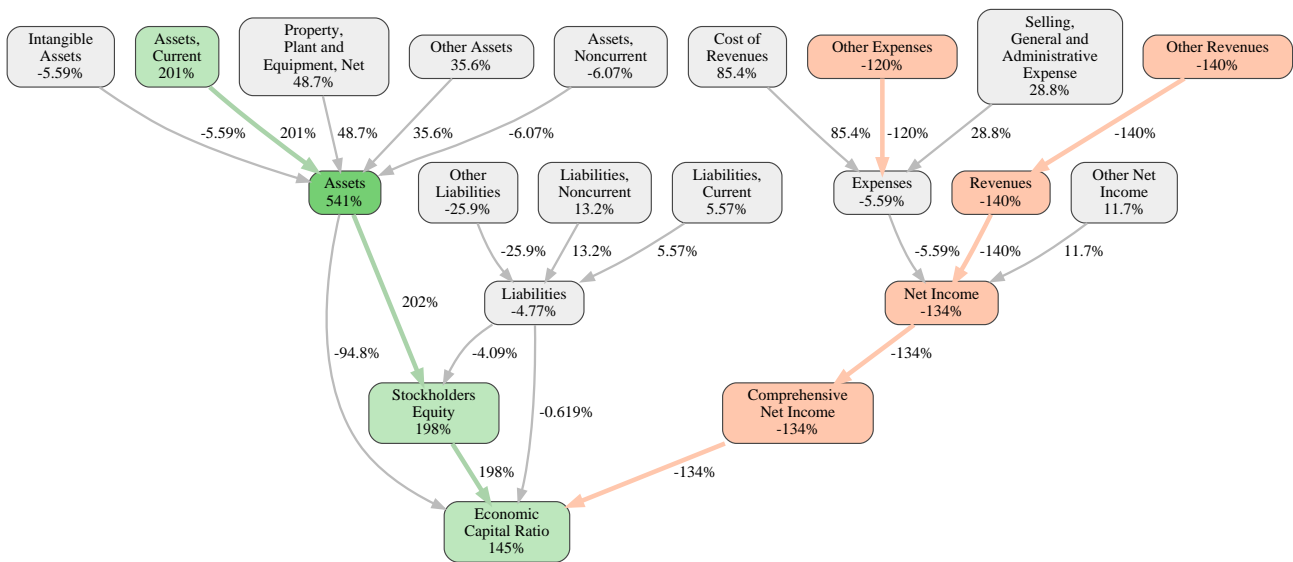 Intangible
Assets
-5.59%
Assets,
Current
201%
Property,
Plant and
Equipment, Net
48.7%
Other Assets
35.6%
Assets,
Noncurrent
-6.07%
Cost of
Revenues
85.4%
Other Expenses
-120%
Selling,
General and
Administrative
Expense
28.8%
Other Revenues
-140%
-5.59%
201%
48.7%
35.6%
-6.07%
85.4%
-120%
28.8%
-140%
Assets
541%
Other
Liabilities
-25.9%
Liabilities,
Noncurrent
13.2%
Liabilities,
Current
5.57%
Expenses
-5.59%
Revenues
-140%
Other Net
Income
11.7%
-25.9%
13.2%
5.57%
-5.59%
-140%
11.7%
202%
Liabilities
-4.77%
Net Income
-134%
-94.8%
-4.09%
-134%
Stockholders
Equity
198%
-0.619%
Comprehensive
Net Income
-134%
198%
-134%
Economic
Capital Ratio
145%